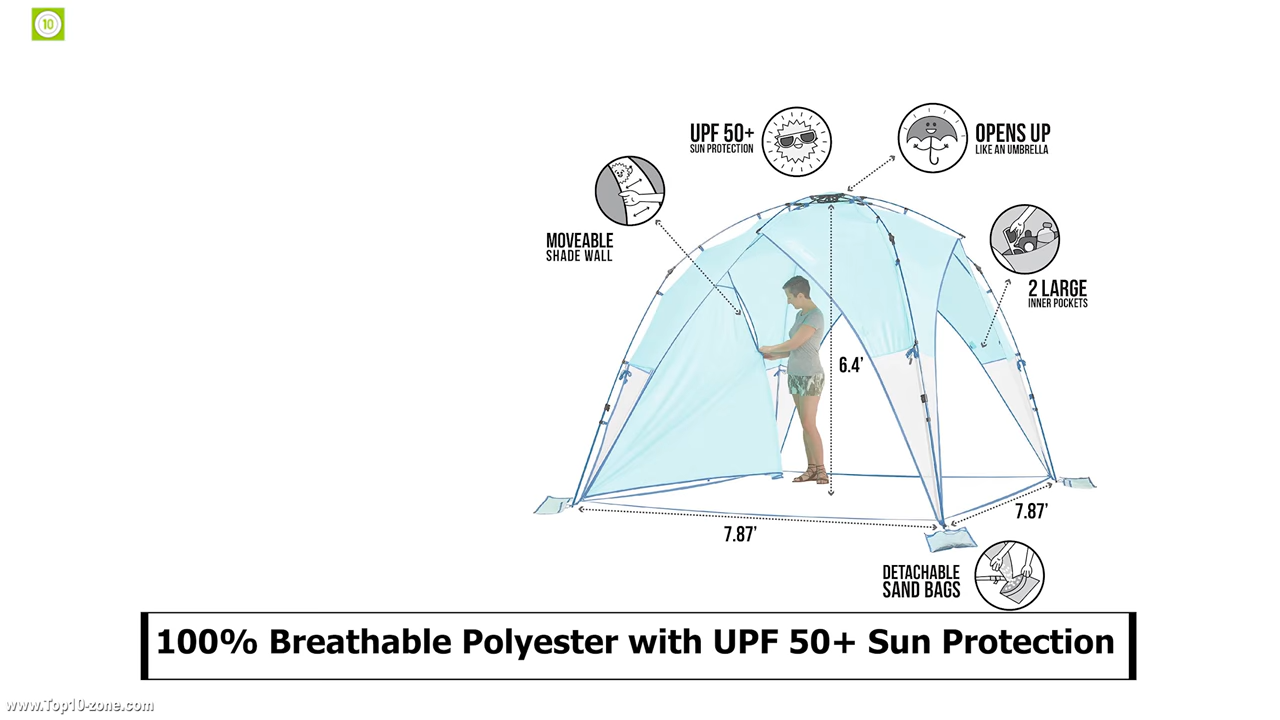 10
UPF 50+
SUN PROTECTION
OPENS UP
LIKE AN UMBRELLA
MOVEABLE
SHADE WALL
2 LARGE
INNER POCKETS
6.4’
7.87’
7.87’
DETACHABLE
SAND BAGS
100% Breathable Polyester with UPF 50+ Sun Protection
www.Top10-zone.com